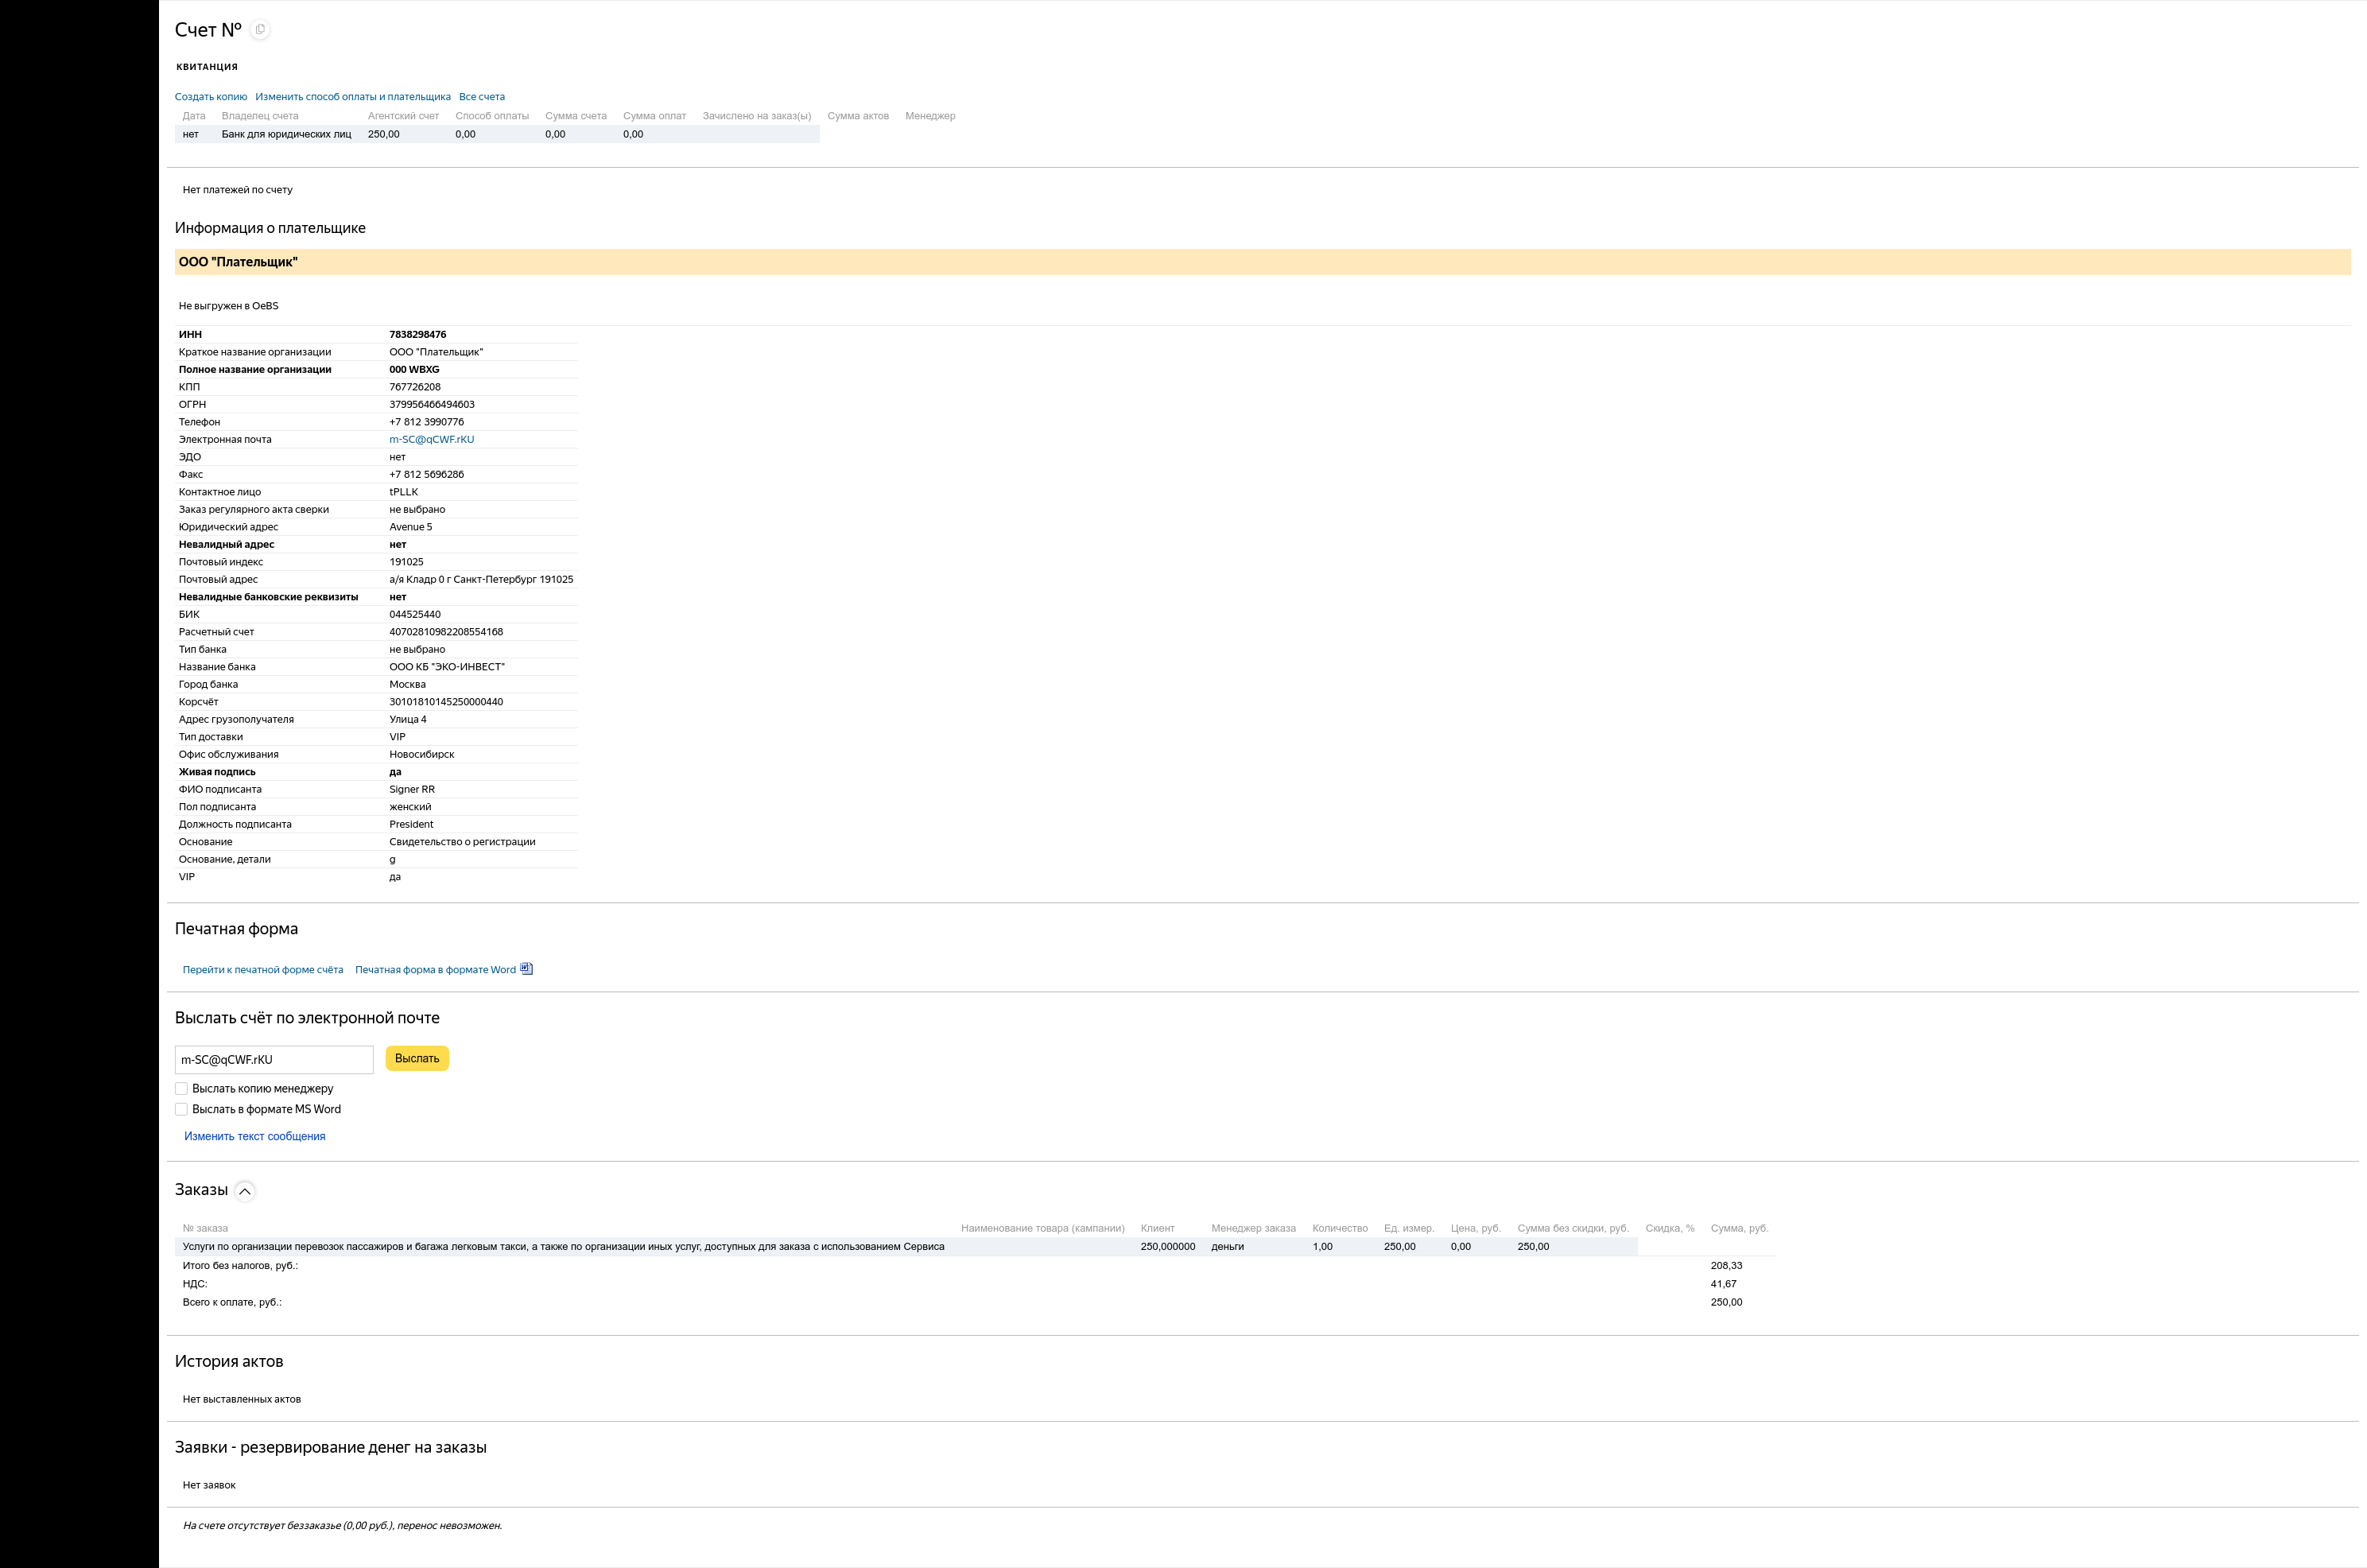 Счет №
КВИТАНЦИЯ
Создать копию Изменить способ оплаты и плательщика Все счета
Дата Владелец счета Агентский счет Способ оплаты Сумма счета Сумма оплат Зачислено на заказ(ы) Сумма актов Менеджер
нет Банк для юридических лиц 250,00 0,00 0,00 0,00
Нет платежей по счету
Информация о плательщике
ООО "Плательщик"
Не выгружен в OeBS
ИНН 7838298476
Краткое название организации ООО "Плательщик"
Полное название организации 000 WBXG
КПП 767726208
ОГРН 379956466494603
Телефон +7 812 3990776
Электронная почта m-SC@qCWF.rKU
ЭДО нет
Факс +7 812 5696286
Контактное лицо tPLLK
Заказ регулярного акта сверки не выбрано
Юридический адрес Avenue 5
Невалидный адрес нет
Почтовый индекс 191025
Почтовый адрес а/я Кладр 0 г Санкт-Петербург 191025
Невалидные банковские реквизиты нет
БИК 044525440
Расчетный счет 40702810982208554168
Тип банка не выбрано
Название банка ООО КБ "ЭКО-ИНВЕСТ"
Город банка Москва
Корсчёт 30101810145250000440
Адрес грузополучателя Улица 4
Тип доставки VIP
Офис обслуживания Новосибирск
Живая подпись да
ФИО подписанта Signer RR
Пол подписанта женский
Должность подписанта President
Основание Свидетельство о регистрации
Основание, детали g
VIP да
Печатная форма
Перейти к печатной форме счёта Печатная форма в формате Word
Выслать счёт по электронной почте
m-SC@qCWF.rKU Выслать
Выслать копию менеджеру
Выслать в формате MS Word
Изменить текст сообщения
Заказы
№ заказа Наименование товара (кампании) Клиент Менеджер заказа Количество Ед. измер. Цена, руб. Сумма без скидки, руб. Скидка, % Сумма, руб.
Услуги по организации перевозок пассажиров и багажа легковым такси, а также по организации иных услуг, доступных для заказа с использованием Сервиса 250,000000 деньги 1,00 250,00 0,00 250,00
Итого без налогов, руб.: 208,33
НДС: 41,67
Всего к оплате, руб.: 250,00
История актов
Нет выставленных актов
Заявки - резервирование денег на заказы
Нет заявок
На счете отсутствует беззаказье (0,00 руб.), перенос невозможен.